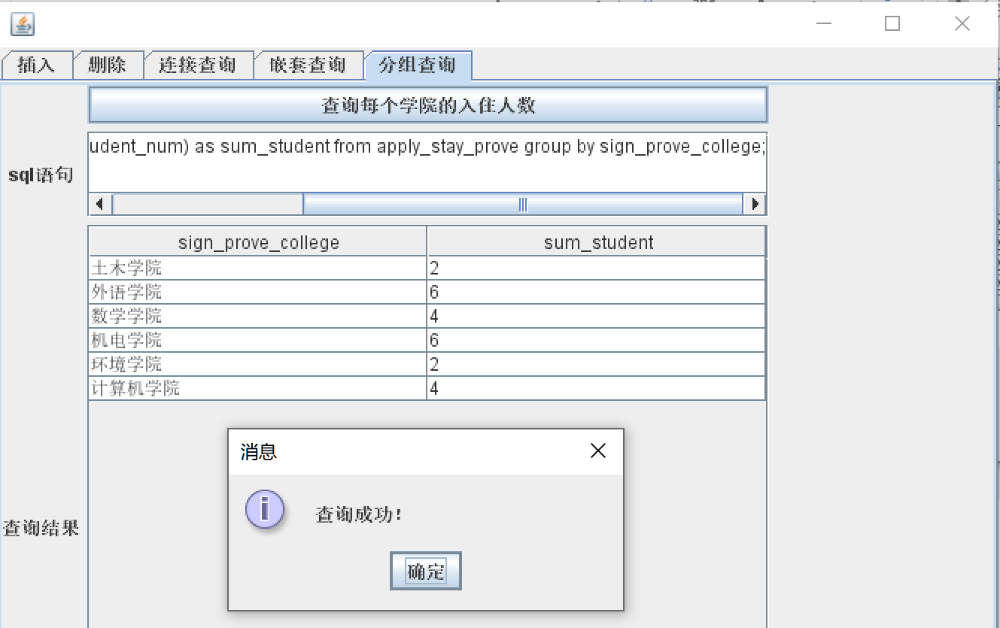 插入 删除 连接查询 嵌套查询 分组查询
查询每个学院的入住人数
sql语句
udent_num) as sum_student from apply_stay_prove group by sign_prove_college;
sign_prove_college sum_student
土木学院 2
外语学院 6
数学学院 4
机电学院 6
环境学院 2
计算机学院 4
消息
查询成功!
确定
查询结果